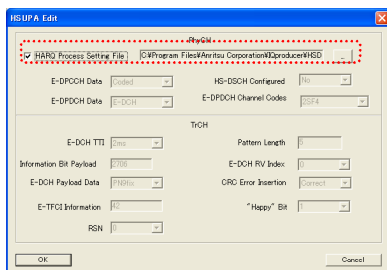 HSUPA Edit
PhyCH
HARQ Process Setting File C:¥Program Files¥Anritsu Corporation¥IQproducer¥HSD ...
E-DPCCH Data Coded HS-DSCH Configured No
E-DPDCH Data E-DCH E-DPDCH Channel Codes 2SF4
TrCH
E-DCH TTI 2ms Pattern Length 5
Information Bit Payload 2706 E-DCH RV Index 0
E-DCH Payload Data PN9fix CRC Error Insertion Correct
E-TFCI Information 42 "Happy" Bit 1
RSN 0
OK Cancel